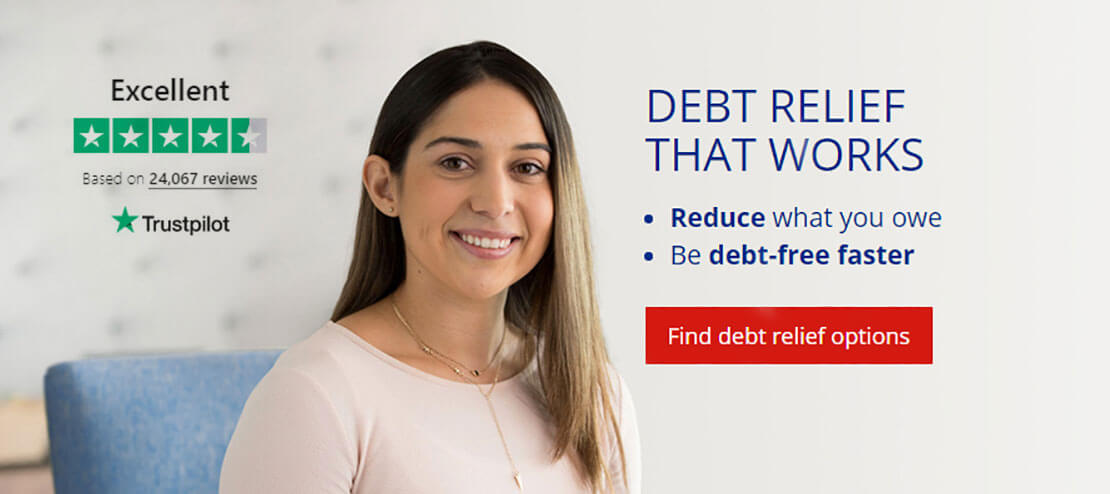 Excellent
Based on 24,067 reviews
Trustpilot
DEBT RELIEF
THAT WORKS
• Reduce what you owe
• Be debt-free faster
Find debt relief options